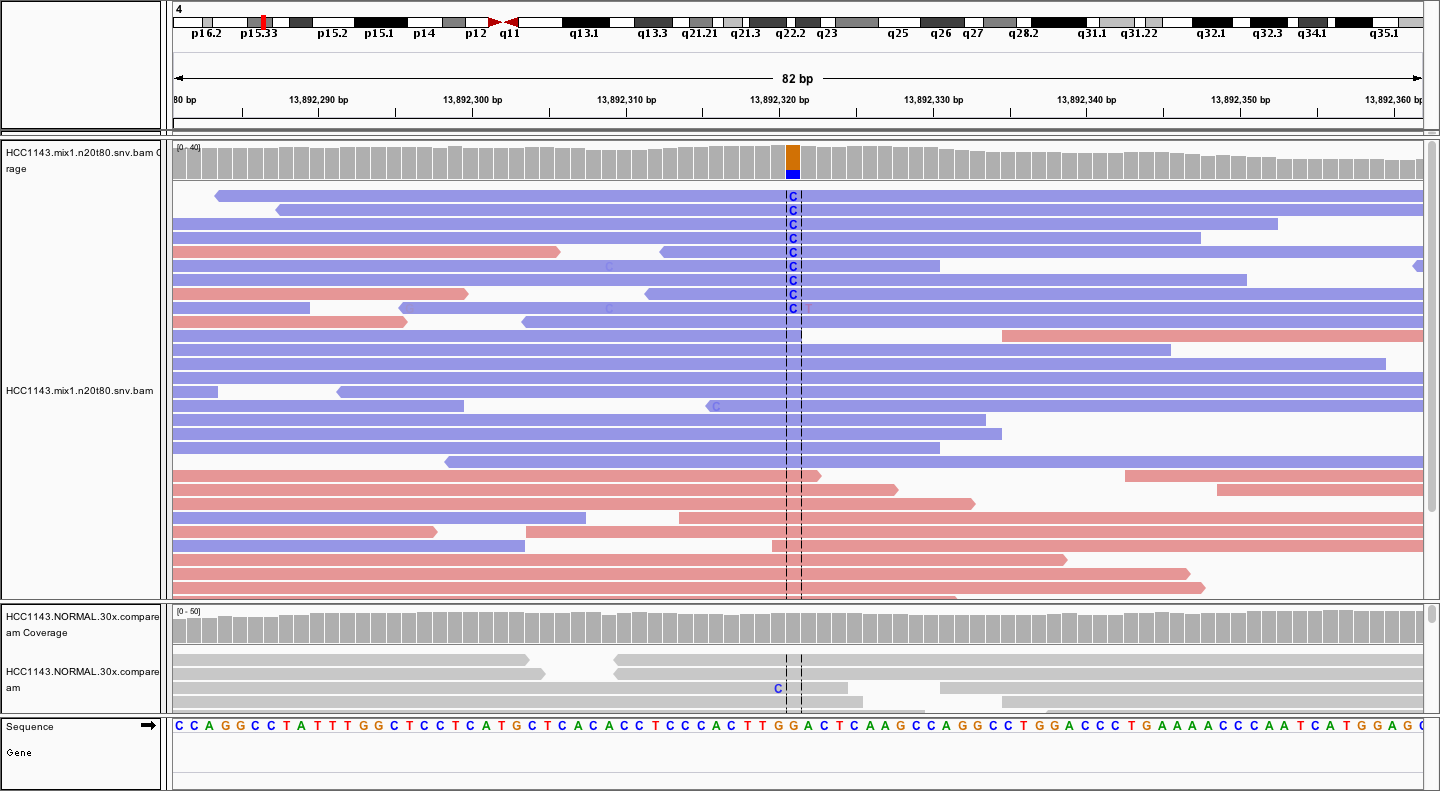 4
p16.2 p15.33 p15.2 p15.1 p14 p12 q11 q13.1 q13.3 q21.21 q21.3 q22.2 q23 q25 q26 q27 q28.2 q31.1 q31.22 q32.1 q32.3 q34.1 q35.1
82 bp
80 bp 13,892,290 bp 13,892,300 bp 13,892,310 bp 13,892,320 bp 13,892,330 bp 13,892,340 bp 13,892,350 bp 13,892,360 bp
HCC1143.mix1.n20t80.snv.bam C
rage
[0 - 40]
C
C
C
C
C
C C
C
C
C C T
HCC1143.mix1.n20t80.snv.bam
C
HCC1143.NORMAL.30x.compare
am Coverage
[0 - 50]
HCC1143.NORMAL.30x.compare
am
C
Sequence
C C A G G C C T A T T T G G C T C C T C A T G C T C A C A C C T C C C A C T T G G A C T C A A G C C A G G C C T G G A C C C T G A A A A C C C A A T C A T G G A G C
Gene